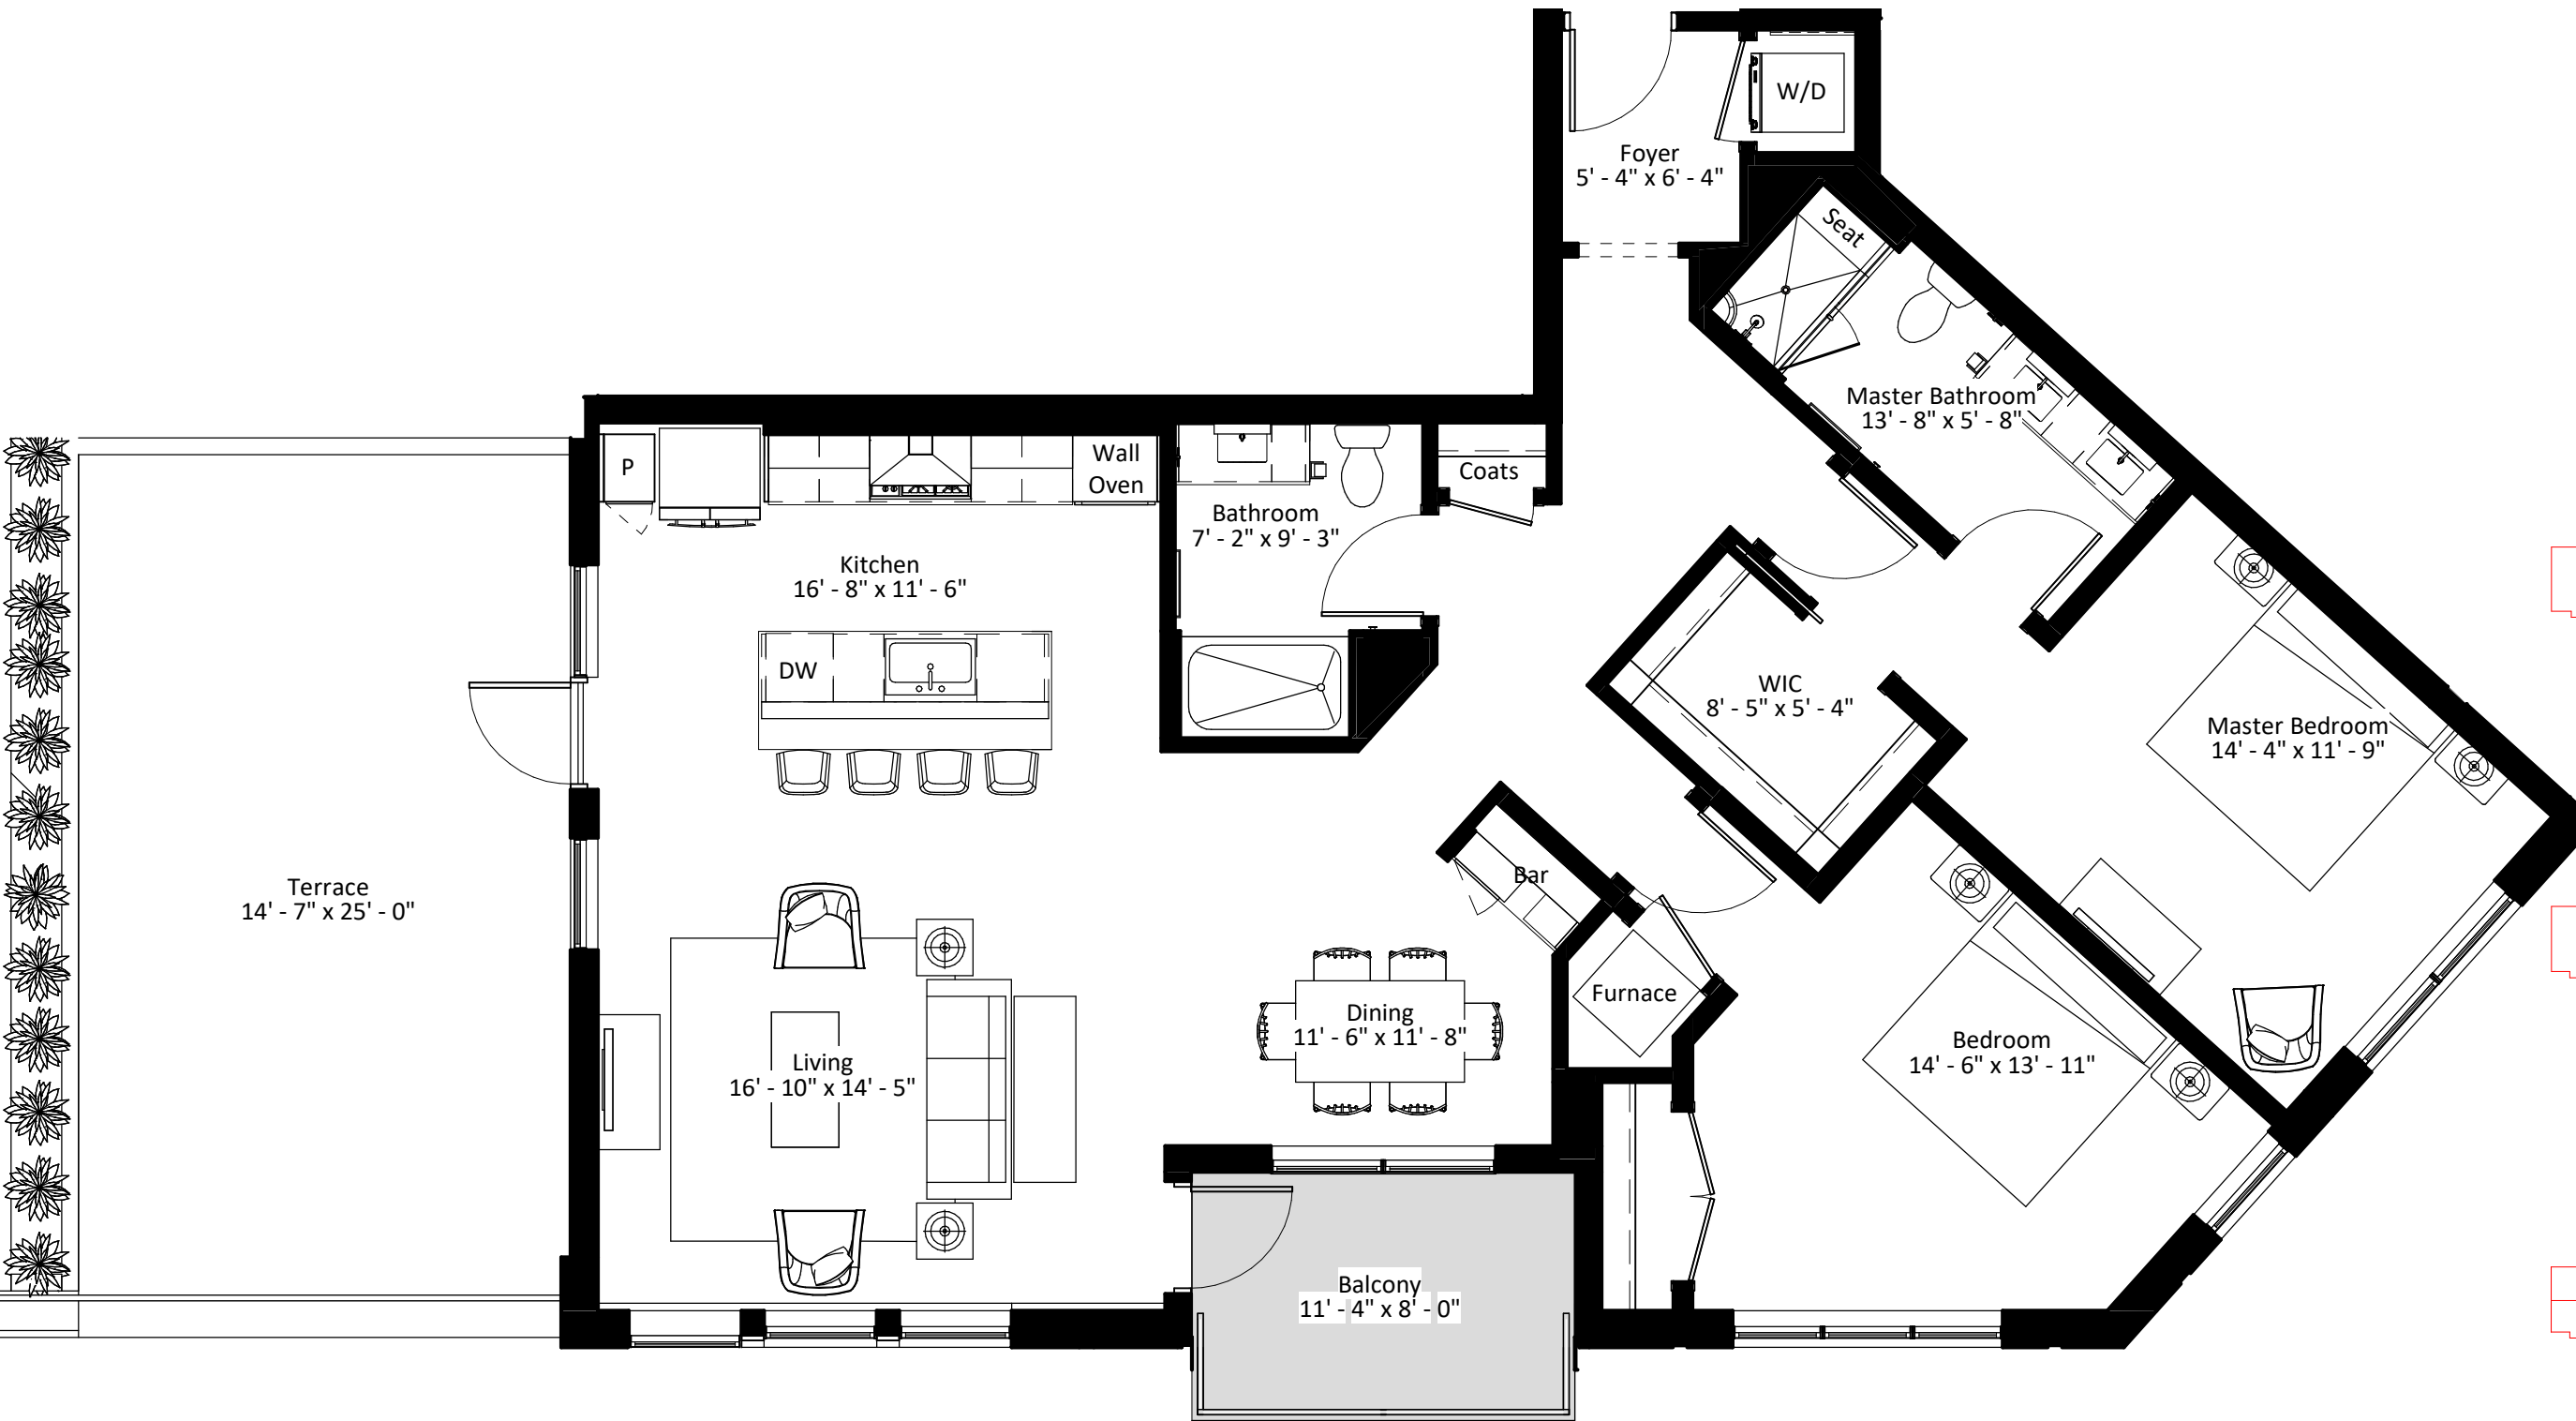 W/D
Foyer
5' - 4" x 6' - 4"
Seat
Master Bathroom
13' - 8" x 5' - 8"
P
Wall
Oven
Coats
Bathroom
7' - 2" x 9' - 3"
Kitchen
16' - 8" x 11' - 6"
DW
WIC
8' - 5" x 5' - 4"
Master Bedroom
14' - 4" x 11' - 9"
Terrace
14' - 7" x 25' - 0"
Bar
Furnace
Dining
11' - 6" x 11' - 8"
Bedroom
14' - 6" x 13' - 11"
Living
16' - 10" x 14' - 5"
Balcony
11' - 4" x 8' - 0"